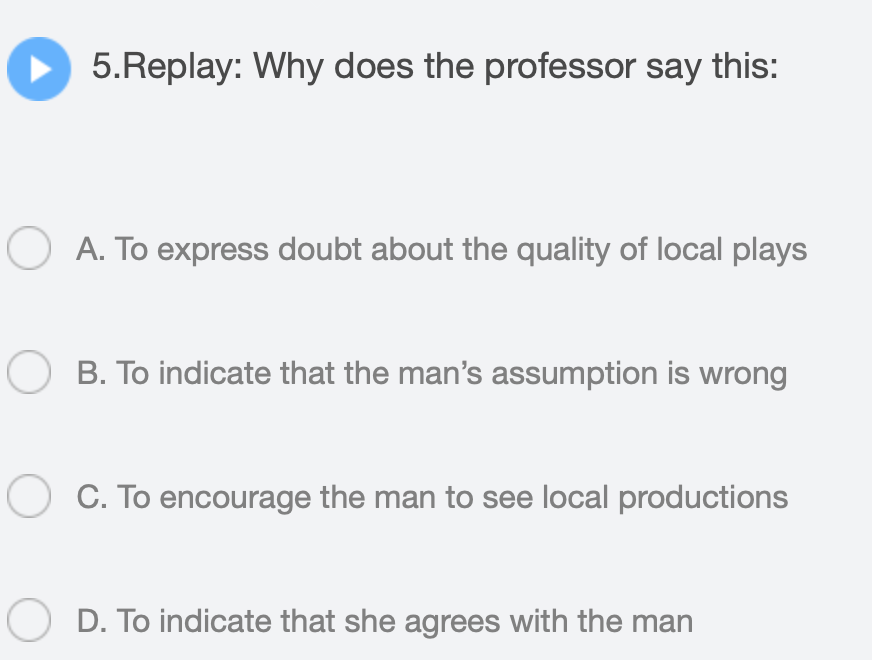 5.Replay: Why does the professor say this:
A. To express doubt about the quality of local plays
B. To indicate that the man’s assumption is wrong
C. To encourage the man to see local productions
D. To indicate that she agrees with the man